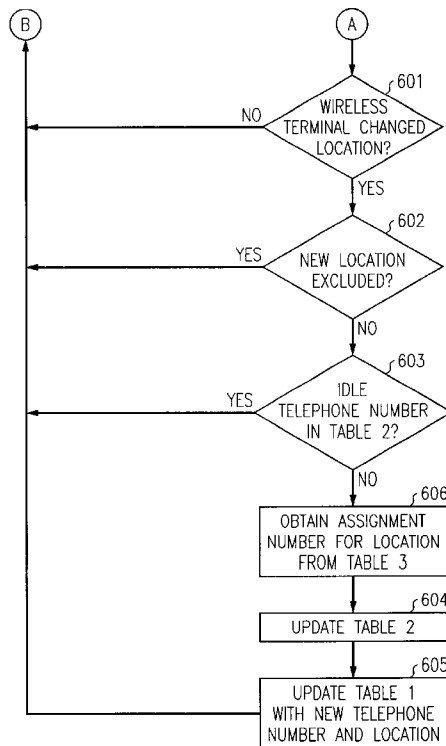 B
A
601
WIRELESS
TERMINAL CHANGED
LOCATION?
NO
YES
602
NEW LOCATION
EXCLUDED?
YES
NO
603
IDLE
TELEPHONE NUMBER
IN TABLE 2?
YES
NO
606
OBTAIN ASSIGNMENT
NUMBER FOR LOCATION
FROM TABLE 3
604
UPDATE TABLE 2
605
UPDATE TABLE 1
WITH NEW TELEPHONE
NUMBER AND LOCATION